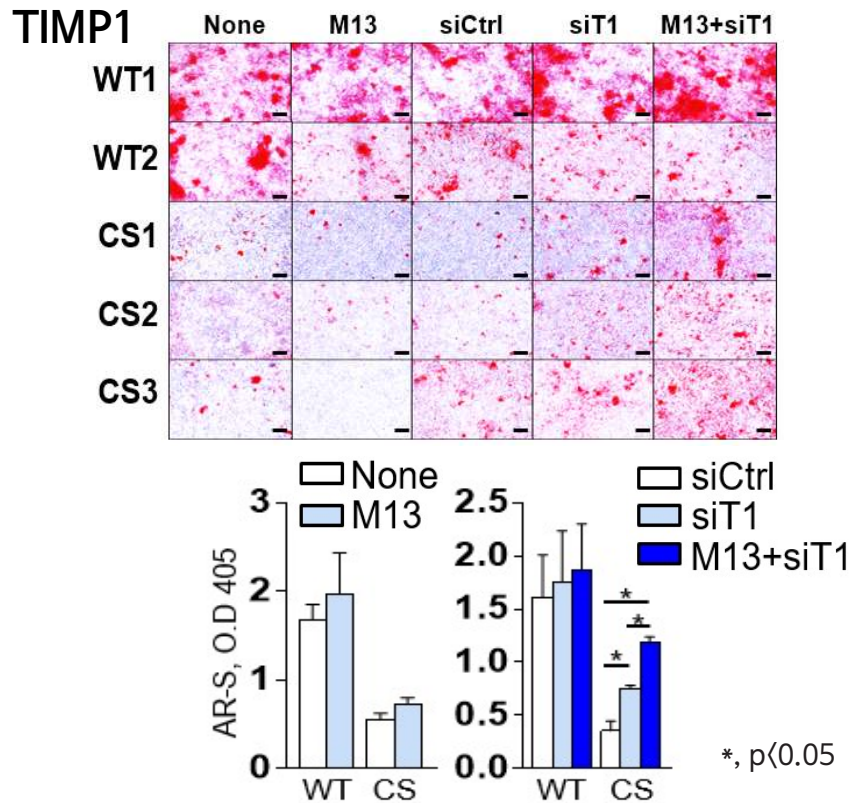 TIMP1
None M13 siCtrl siT1 M13+siT1
WT1
WT2
CS1
CS2
CS3
None
M13
siCtrl
siT1
M13+siT1
AR-S, O.D 405
3
2
1
0
WT CS
2.5
2.0
1.5
1.0
0.5
0.0
* * *
WT CS
*, p⟨0.05